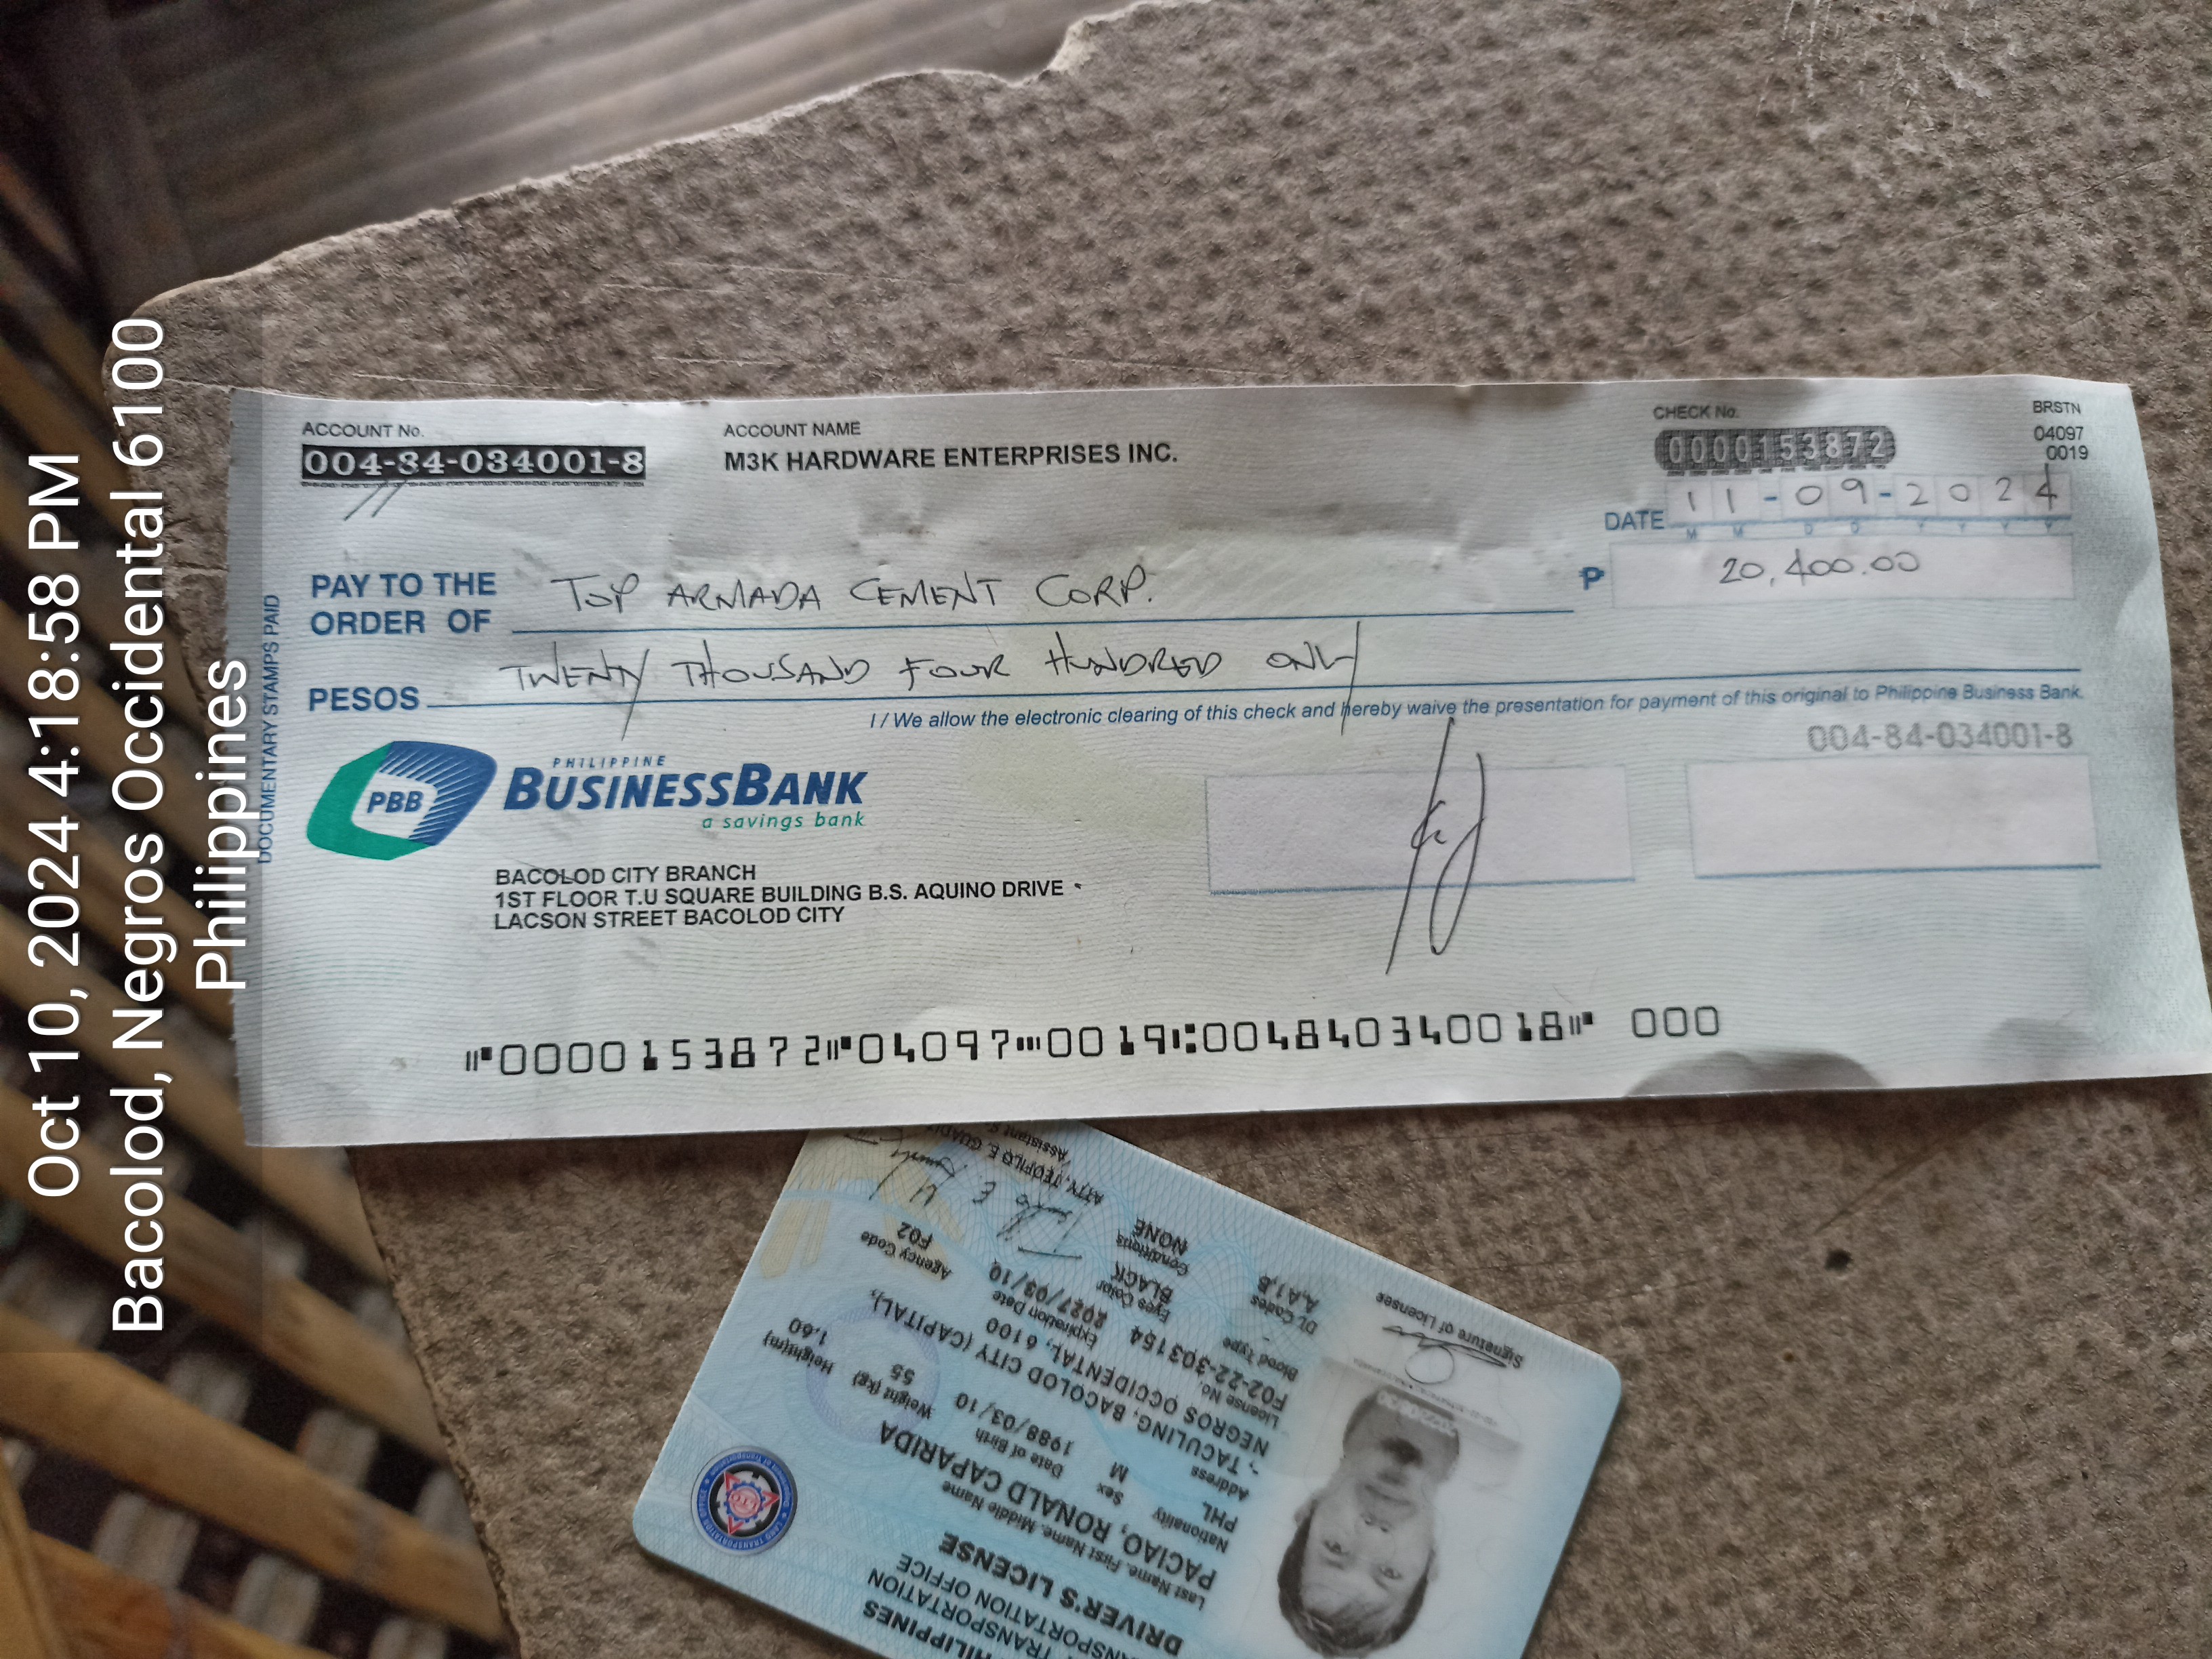 Oct 10, 2024 4:18:58 PM
Bacolod, Negros Occidental 6100
Philippines
DOCUMENTARY STAMPS PAID
ACCOUNT No.
004-84-034001-8
ACCOUNT NAME
M3K HARDWARE ENTERPRISES INC.
CHECK No.
0000153872
BRSTN
04097
0019
DATE 11-09-2024
M M D D Y Y Y Y
PAY TO THE
ORDER OF TOP ARMADA CEMENT CORP.
₱ 20,400.00
PESOS TWENTY THOUSAND FOUR HUNDRED ONLY
I / We allow the electronic clearing of this check and hereby waive the presentation for payment of this original to Philippine Business Bank.
004-84-034001-8
PBB
PHILIPPINE
BUSINESSBANK
a savings bank
BACOLOD CITY BRANCH
1ST FLOOR T.U SQUARE BUILDING B.S. AQUINO DRIVE
LACSON STREET BACOLOD CITY
⑈0000153872⑈04097⑉0019⑆004840340018⑈ 000
DRIVER'S LICENSE
Last Name. First Name. Middle Name
PACIAO, RONALD CAPARIDA
Nationality
PHL
Sex
M
Date of Birth
1988/03/10
Weight (kg)
55
Height(m)
1.60
Address
-, TACULING, BACOLOD CITY (CAPITAL),
NEGROS OCCIDENTAL, 6100
License No.
F02-22-303154
Expiration Date
2027/03/10
Agency Code
F02
Blood Type
-
Eyes Color
BLACK
DL Codes
A,A1,B
Conditions
NONE
Signature of Licensee
ATTY. TEOFILO E.